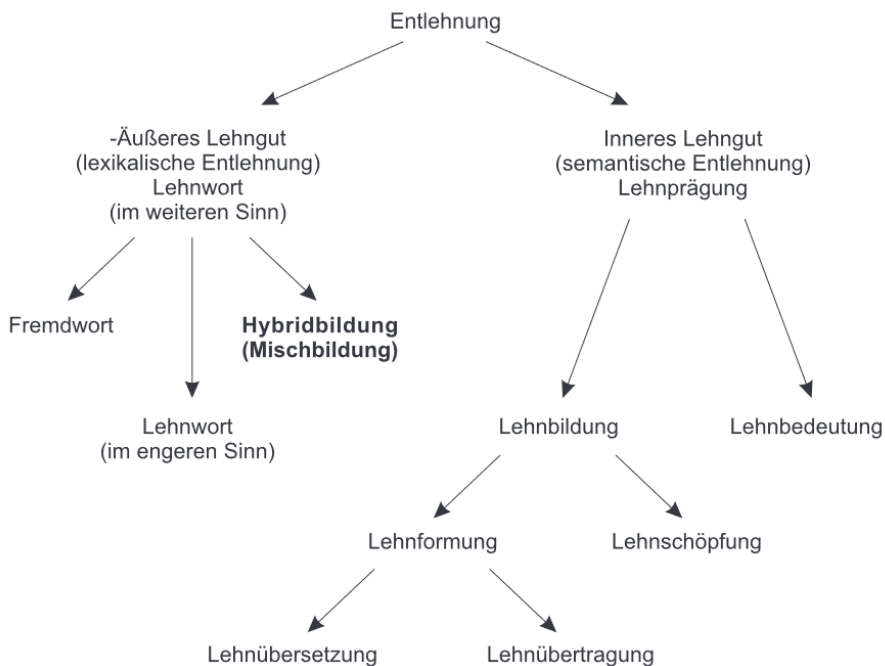 Entlehnung
-Äußeres Lehngut
(lexikalische Entlehnung)
Lehnwort
(im weiteren Sinn)
Inneres Lehngut
(semantische Entlehnung)
Lehnprägung
Fremdwort
Hybridbildung
(Mischbildung)
Lehnwort
(im engeren Sinn)
Lehnbildung
Lehnbedeutung
Lehnformung
Lehnschöpfung
Lehnübersetzung
Lehnübertragung